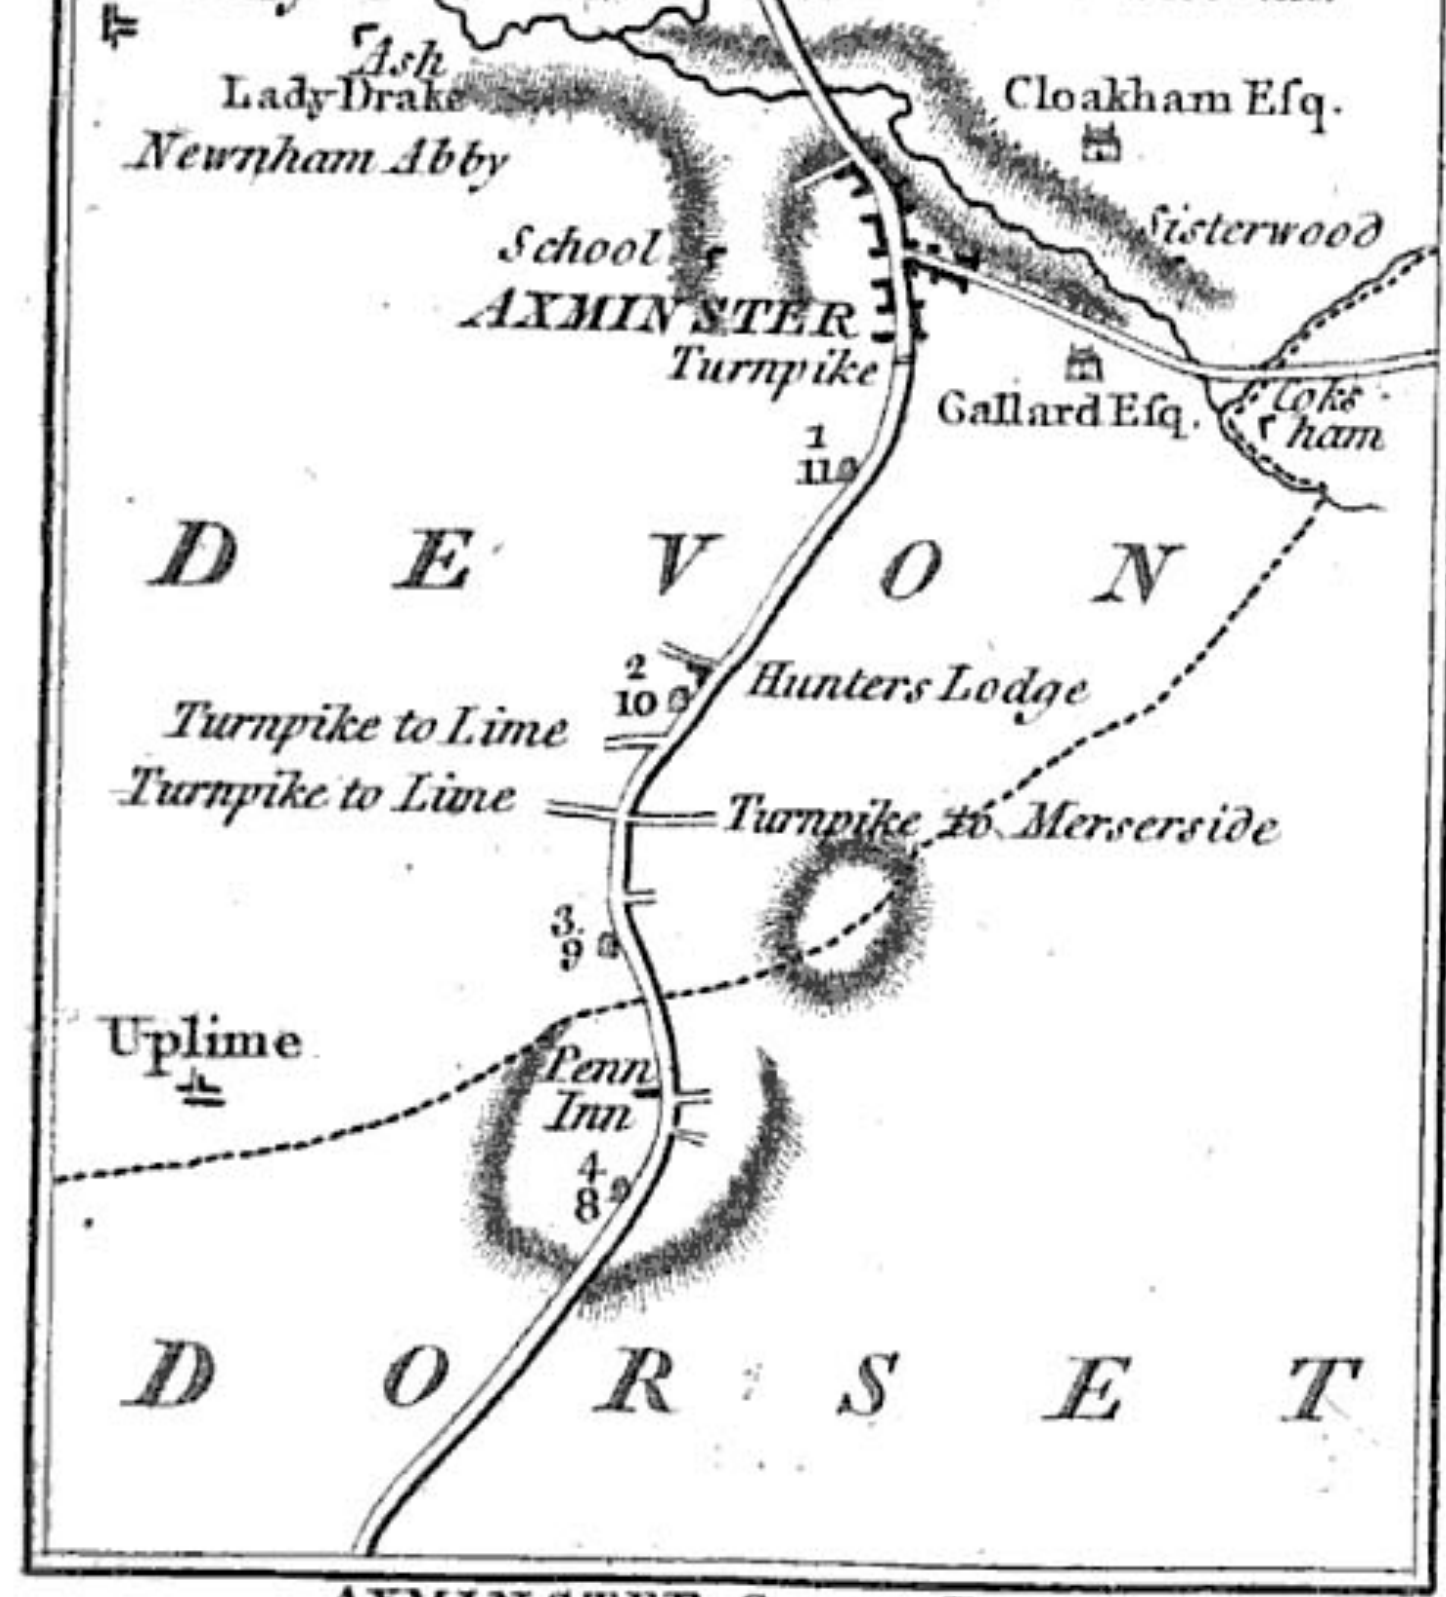 Ash
Lady Drake
Newnham Abby
Cloakham Eſq.
Sisterwood
School
AXMINSTER
Turnpike
Gallard Eſq.
Coks
ham
1
11
D E V O N
2
10
Hunters Lodge
Turnpike to Lime
Turnpike to Lime
Turnpike to Merserside
3
9
Uplime
Penn
Inn
4
8
D O R S E T